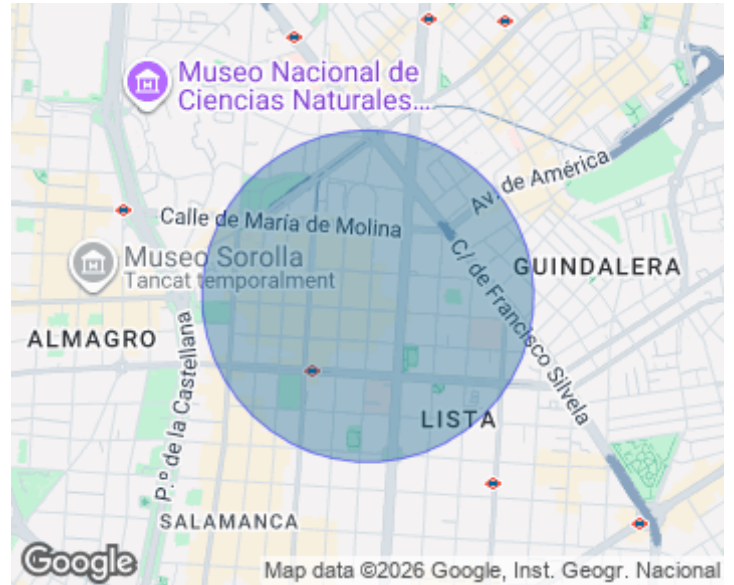 Museo Nacional de
Ciencias Naturales...
Av. de América
Calle de María de Molina
Museo Sorolla
Tancat temporalment
C/ de Francisco Silvela
GUINDALERA
ALMAGRO
P.º de la Castellana
LISTA
SALAMANCA
Google
Map data ©2026 Google, Inst. Geogr. Nacional